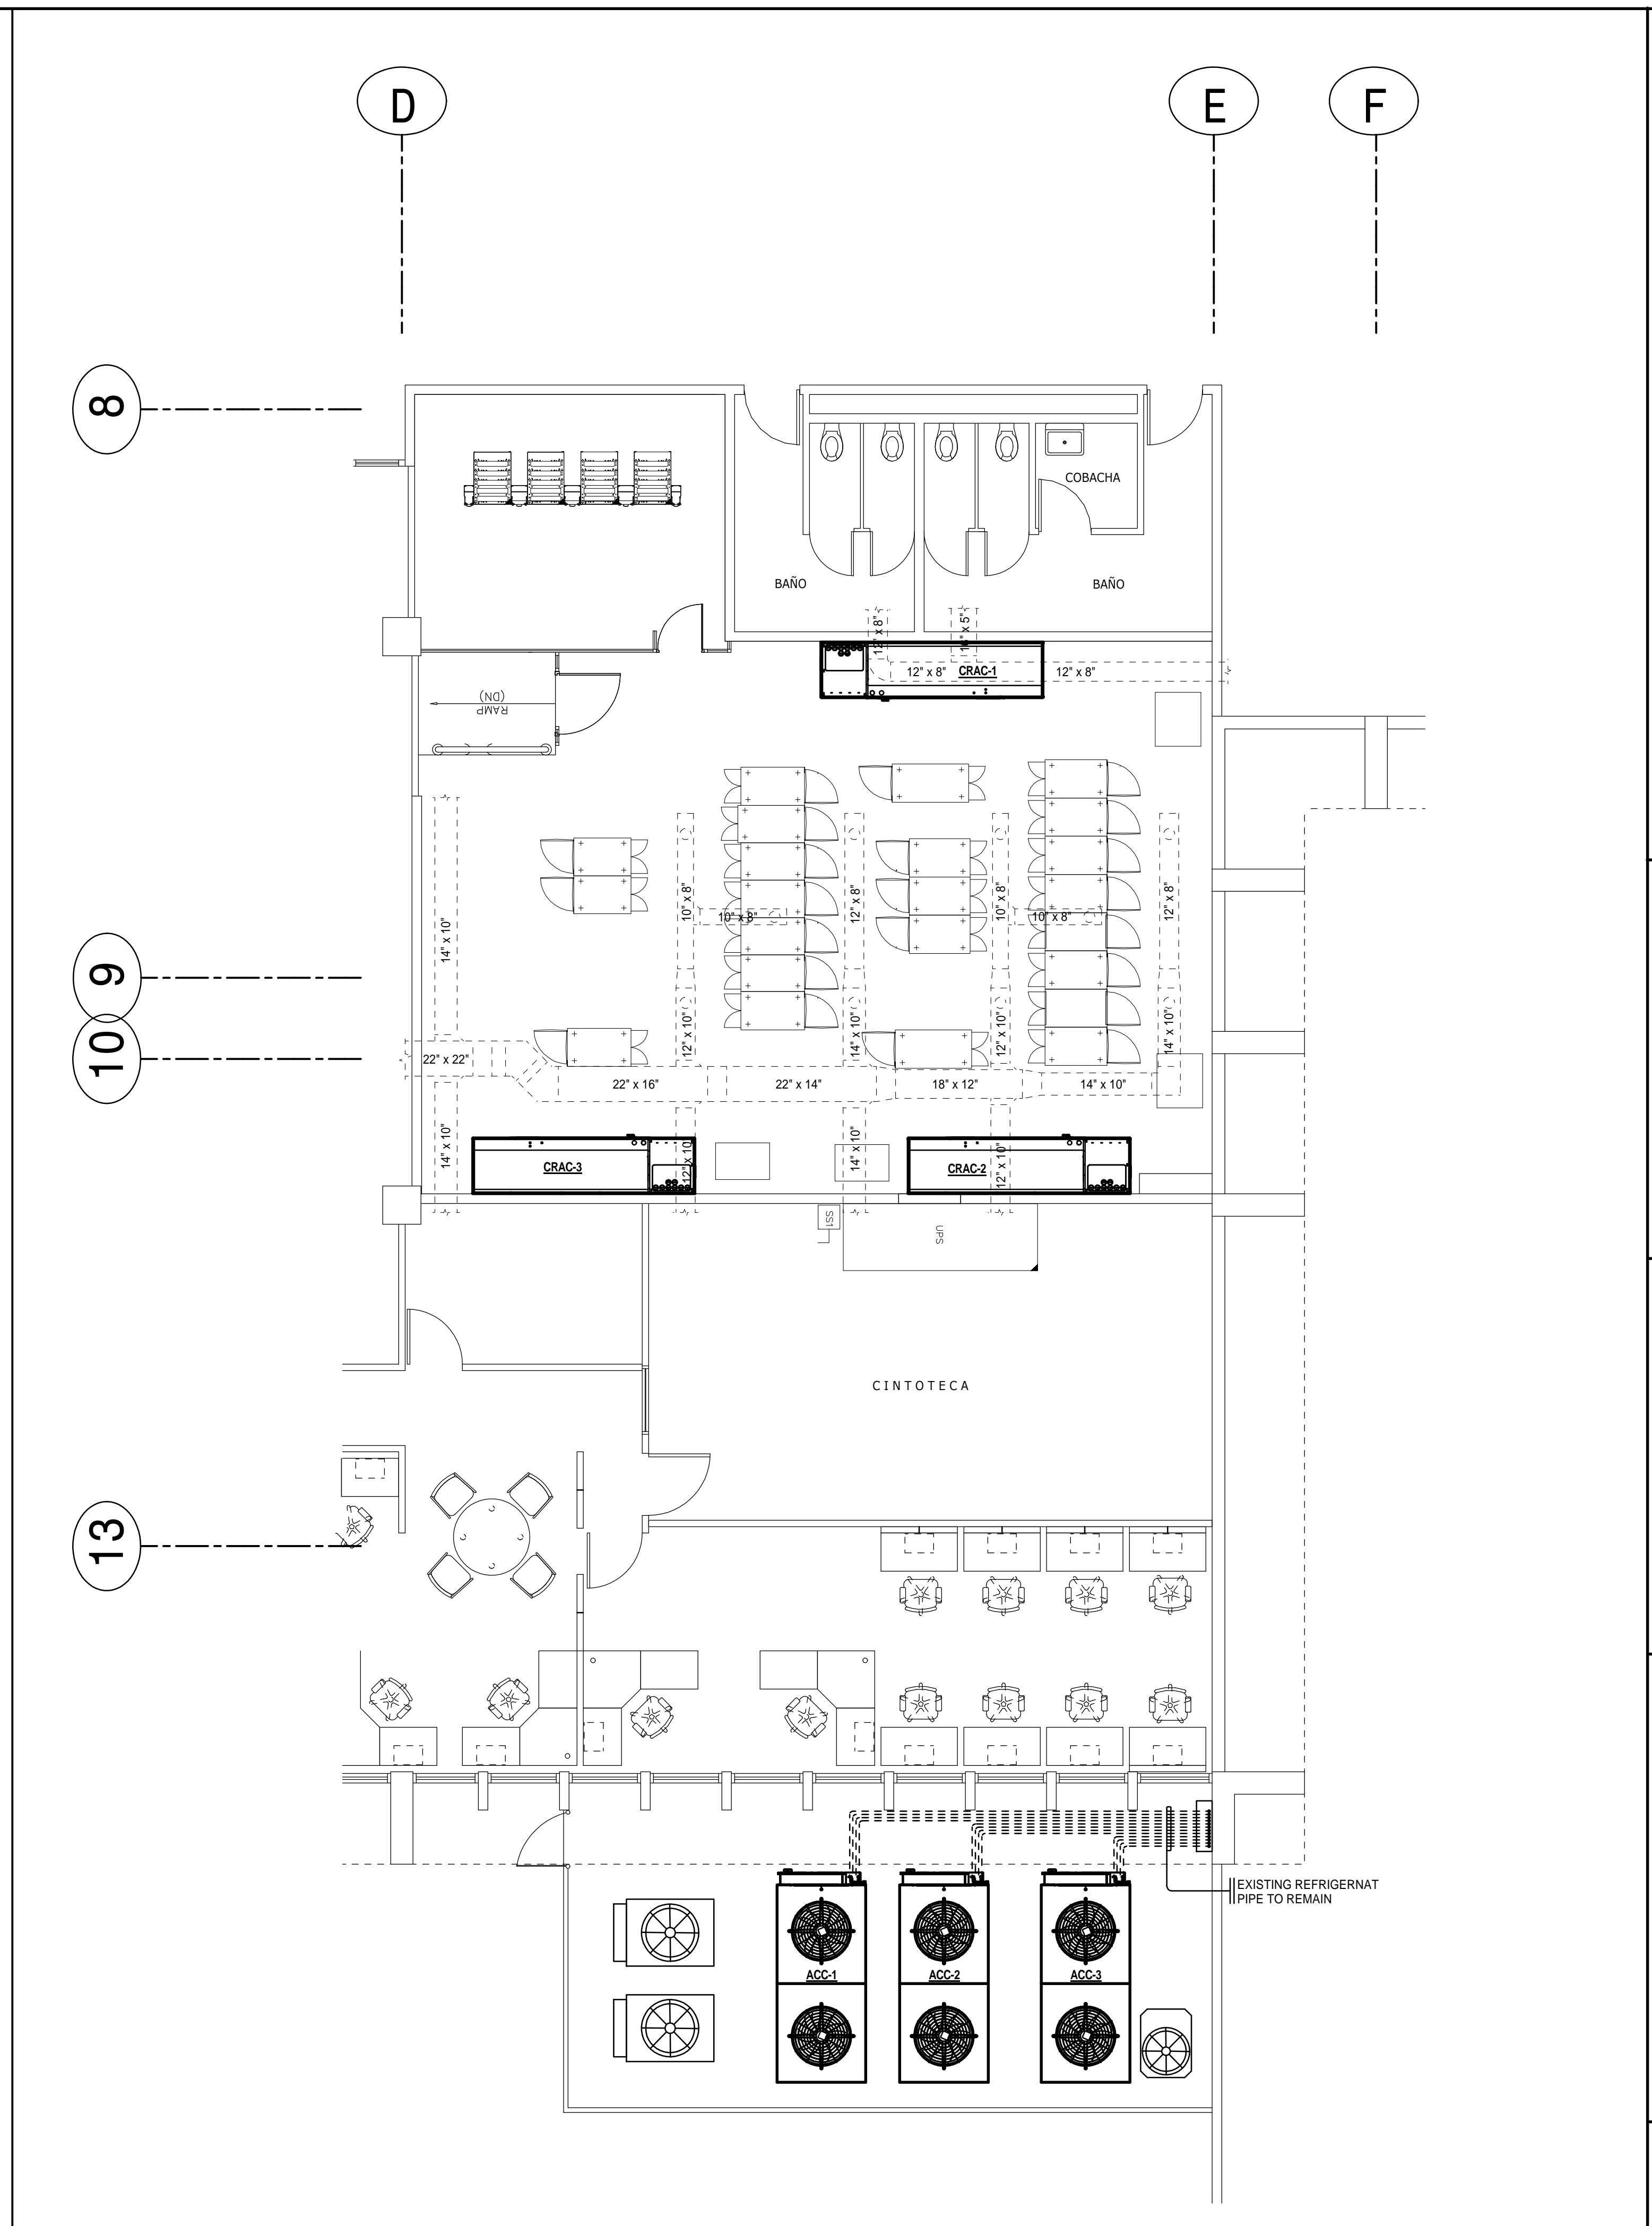 D
E
F
8
COBACHA
BAÑO
BAÑO
12" x 8"
12" x 8"
CRAC-1
12" x 8"
RAMP
(DN)
10" x 8"
12" x 8"
10" x 8"
12" x 8"
10" x 8"
10" x 8"
14" x 10"
9
12" x 10"
14" x 10"
12" x 10"
14" x 10"
10
22" x 22"
22" x 16"
22" x 14"
18" x 12"
14" x 10"
14" x 10"
CRAC-3
12" x 10"
14" x 10"
CRAC-2
12" x 10"
SS1
UPS
CINTOTECA
13
EXISTING REFRIGERNAT
PIPE TO REMAIN
ACC-1
ACC-2
ACC-3